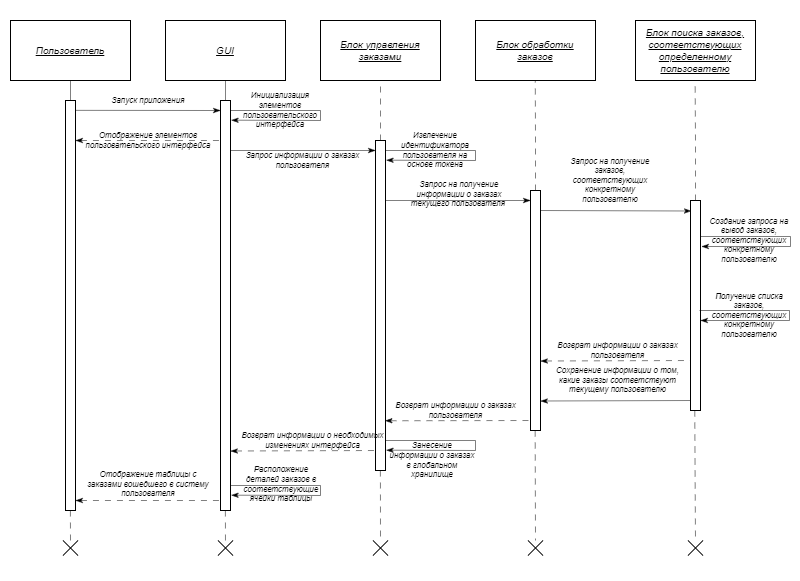 Пользователь
GUI
Блок управления
заказами
Блок обработки
заказов
Блок поиска заказов,
соответствующих
определенному
пользователю
Запуск приложения
Инициализация
элементов
пользовательского
интерфейса
Отображение элементов
пользовательского интерфейса
Запрос информации о заказах
пользователя
Извлечение
идентификатора
пользователя на
основе токена
Запрос на получение
информации о заказах
текущего пользователя
Запрос на получение
заказов,
соответствующих
конкретному
пользователю
Создание запроса на
вывод заказов,
соответствующих
конкретному
пользователю
Получение списка
заказов,
соответствующих
конкретному
пользователю
Возврат информации о заказах
пользователя
Сохранение информации о том,
какие заказы соответствуют
текущему пользователю
Возврат информации о заказах
пользователя
Возврат информации о необходимых
изменениях интерфейса
Занесение
информации о заказах
в глобальном
хранилище
Расположение
деталей заказов в
соответствующие
ячейки таблицы
Отображение таблицы с
заказами вошедшего в систему
пользователя